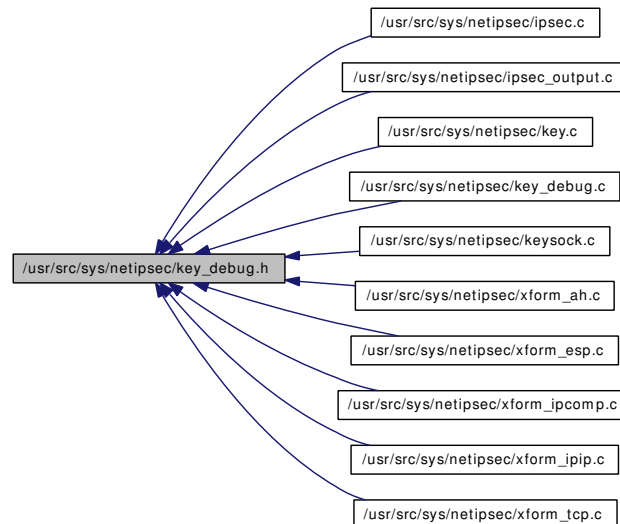 /usr/src/sys/netipsec/ipsec.c
/usr/src/sys/netipsec/ipsec_output.c
/usr/src/sys/netipsec/key.c
/usr/src/sys/netipsec/key_debug.c
/usr/src/sys/netipsec/keysock.c
/usr/src/sys/netipsec/key_debug.h
/usr/src/sys/netipsec/xform_ah.c
/usr/src/sys/netipsec/xform_esp.c
/usr/src/sys/netipsec/xform_ipcomp.c
/usr/src/sys/netipsec/xform_ipip.c
/usr/src/sys/netipsec/xform_tcp.c